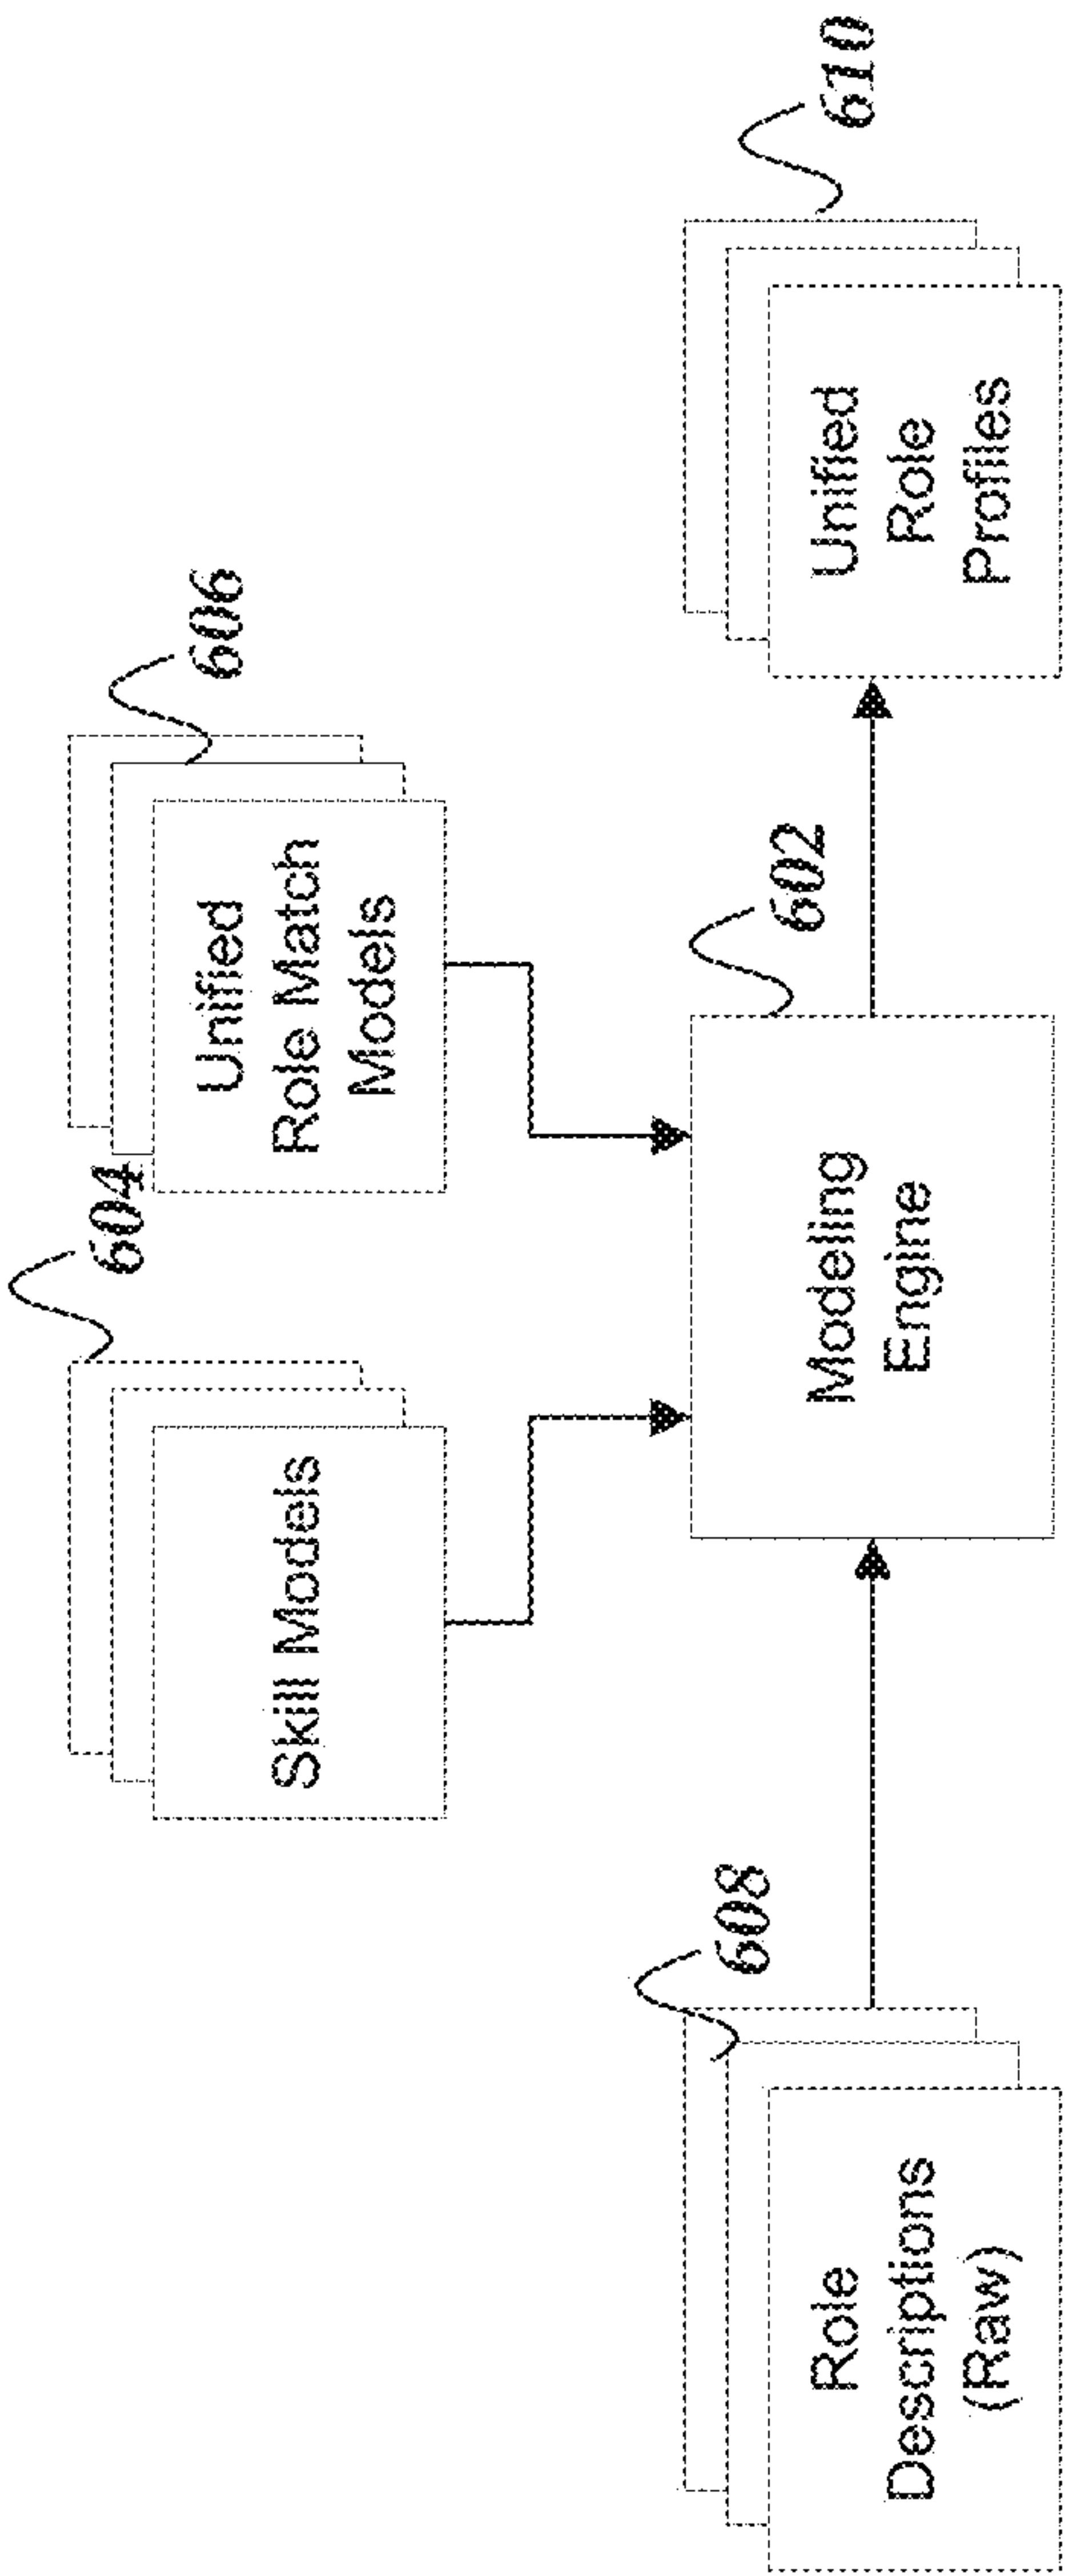 604
606
Skill Models
Unified
Role Match
Models
608
602
610
Role
Descriptions
(Raw)
Modeling
Engine
Unified
Role
Profiles